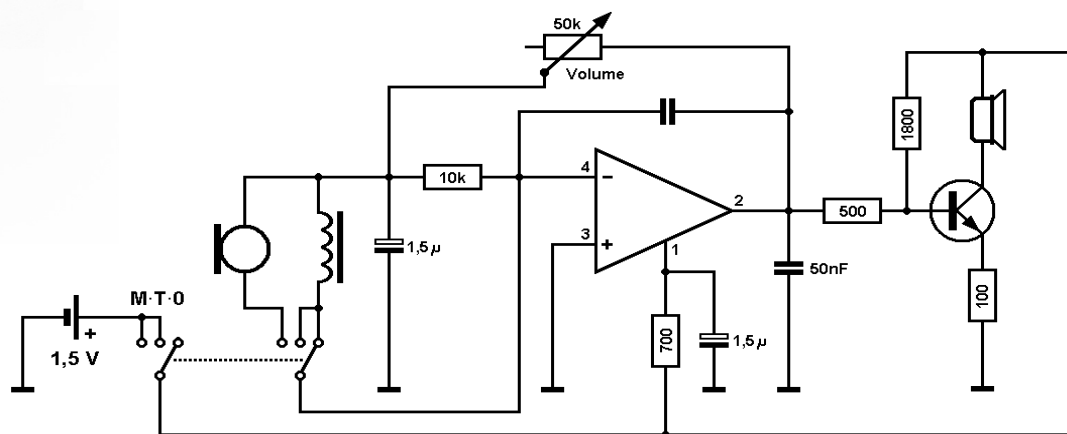 50k
Volume
1800
10k
4
−
2
500
3
+
1
1,5 µ
50nF
100
M·T·0
+
1,5 V
700
1,5 µ